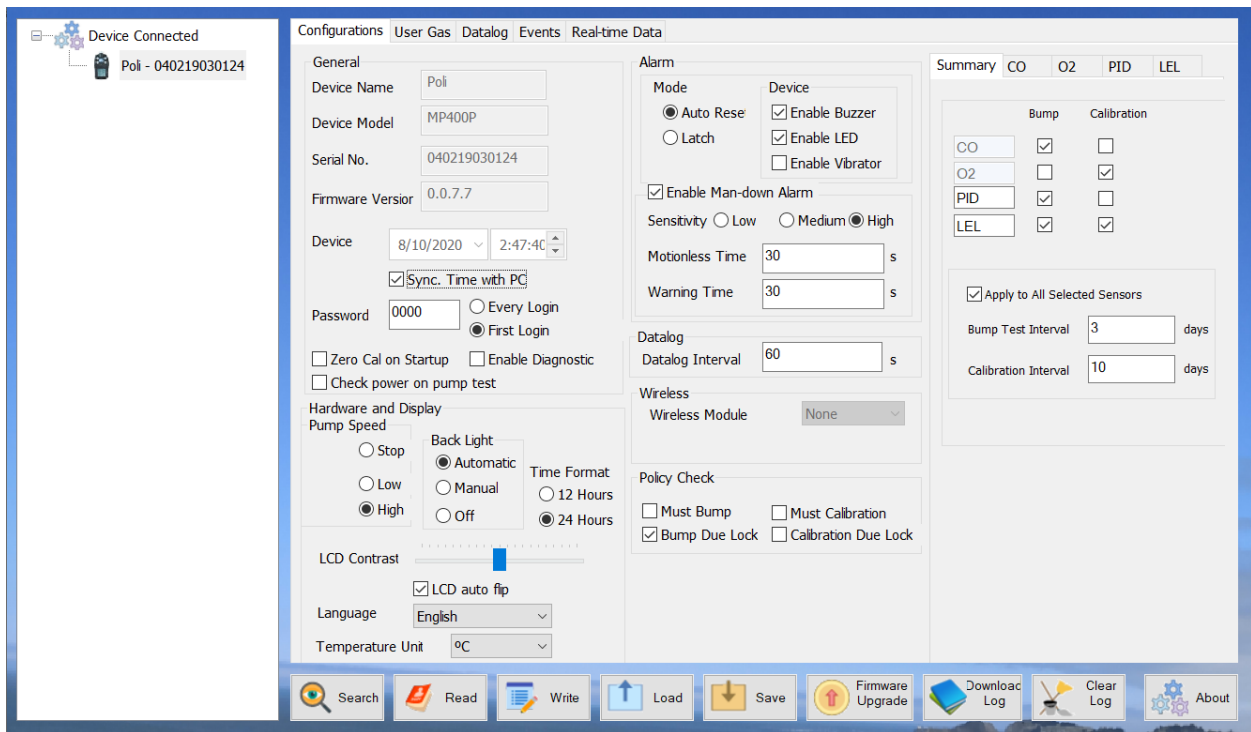 Device Connected
Poli - 040219030124
Configurations User Gas Datalog Events Real-time Data
General
Device Name Poli
Device Model MP400P
Serial No. 040219030124
Firmware Version 0.0.7.7
Device 8/10/2020 2:47:40
Sync. Time with PC
Password 0000 Every Login
First Login
Zero Cal on Startup Enable Diagnostic
Check power on pump test
Hardware and Display
Pump Speed
Stop
Low
High
Back Light
Automatic
Manual
Off
Time Format
12 Hours
24 Hours
LCD Contrast
LCD auto flip
Language English
Temperature Unit ºC
Alarm
Mode
Auto Rese
Latch
Device
Enable Buzzer
Enable LED
Enable Vibrator
Enable Man-down Alarm
Sensitivity Low Medium High
Motionless Time 30 s
Warning Time 30 s
Datalog
Datalog Interval 60 s
Wireless
Wireless Module None
Policy Check
Must Bump Must Calibration
Bump Due Lock Calibration Due Lock
Summary CO O2 PID LEL
Bump Calibration
CO
O2
PID
LEL
Apply to All Selected Sensors
Bump Test Interval 3 days
Calibration Interval 10 days
Search Read Write Load Save Firmware Upgrade Download Log Clear Log About